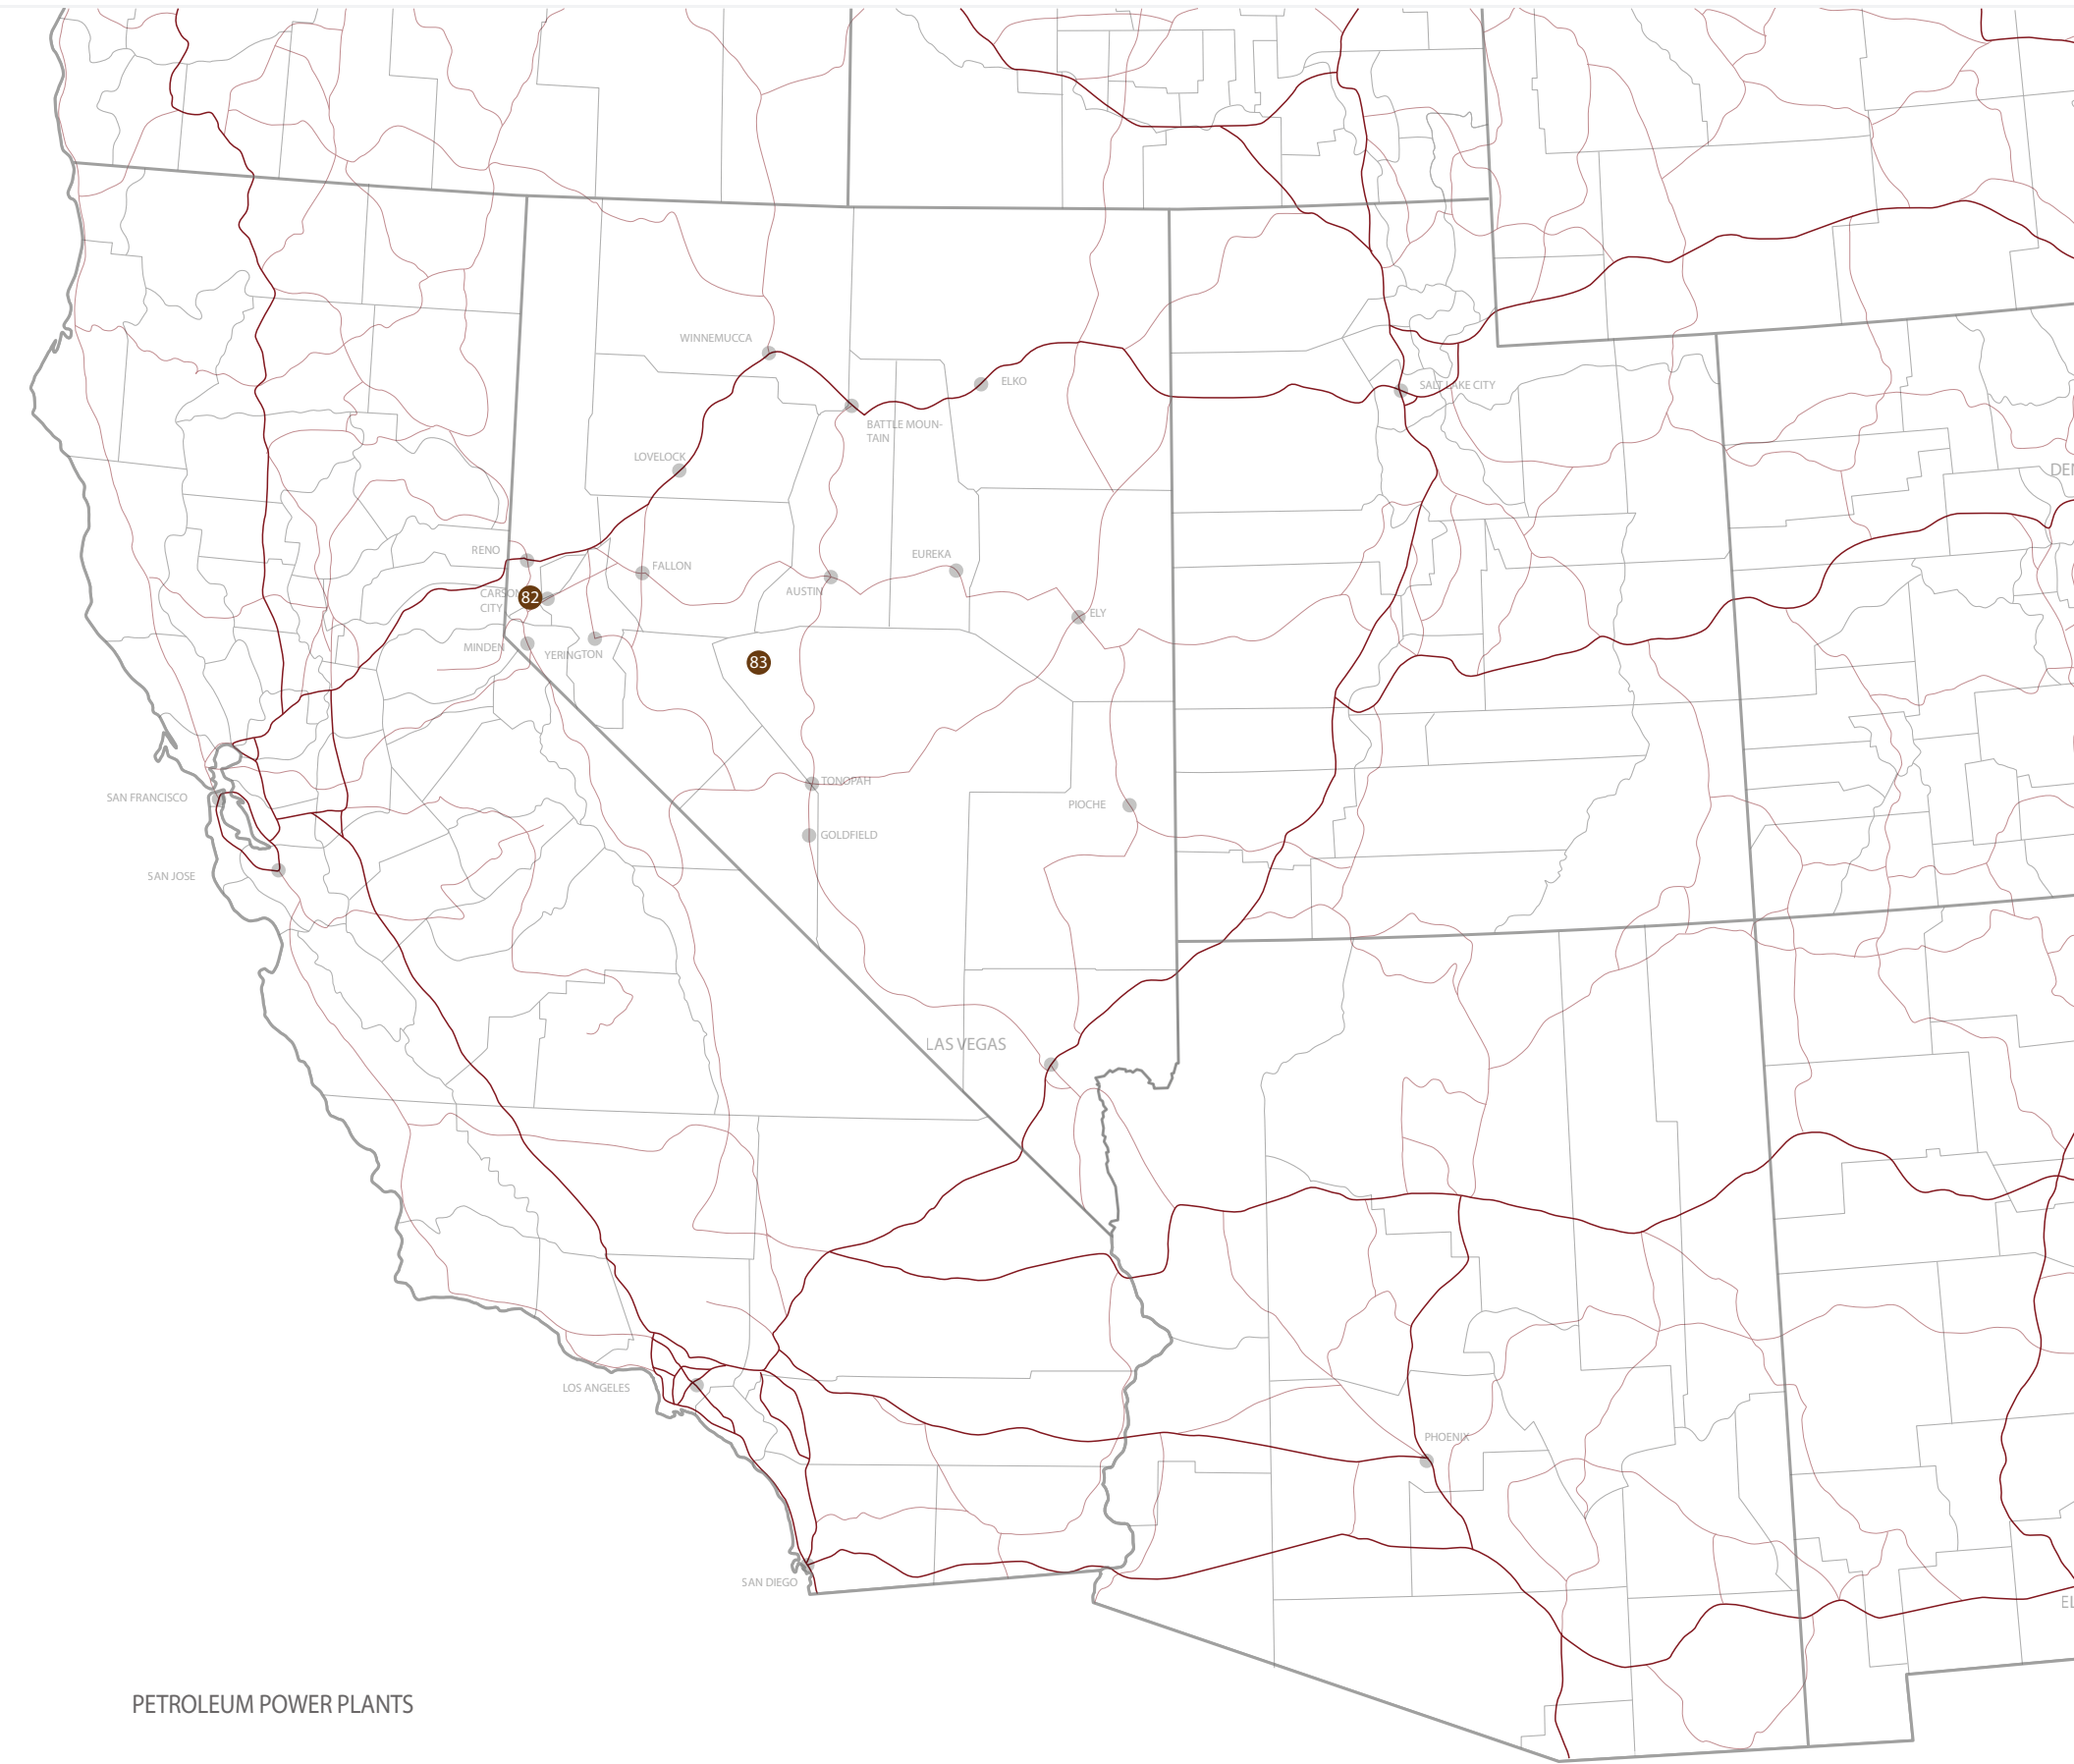 WINNEMUCCA
ELKO
SALT LAKE CITY
BATTLE MOUN-
TAIN
LOVELOCK
RENO
EUREKA
FALLON
AUSTIN
CARSON
CITY
82
ELY
MINDEN
YERINGTON
83
TONOPAH
SAN FRANCISCO
PIOCHE
GOLDFIELD
SAN JOSE
LAS VEGAS
LOS ANGELES
PHOENIX
SAN DIEGO
PETROLEUM POWER PLANTS